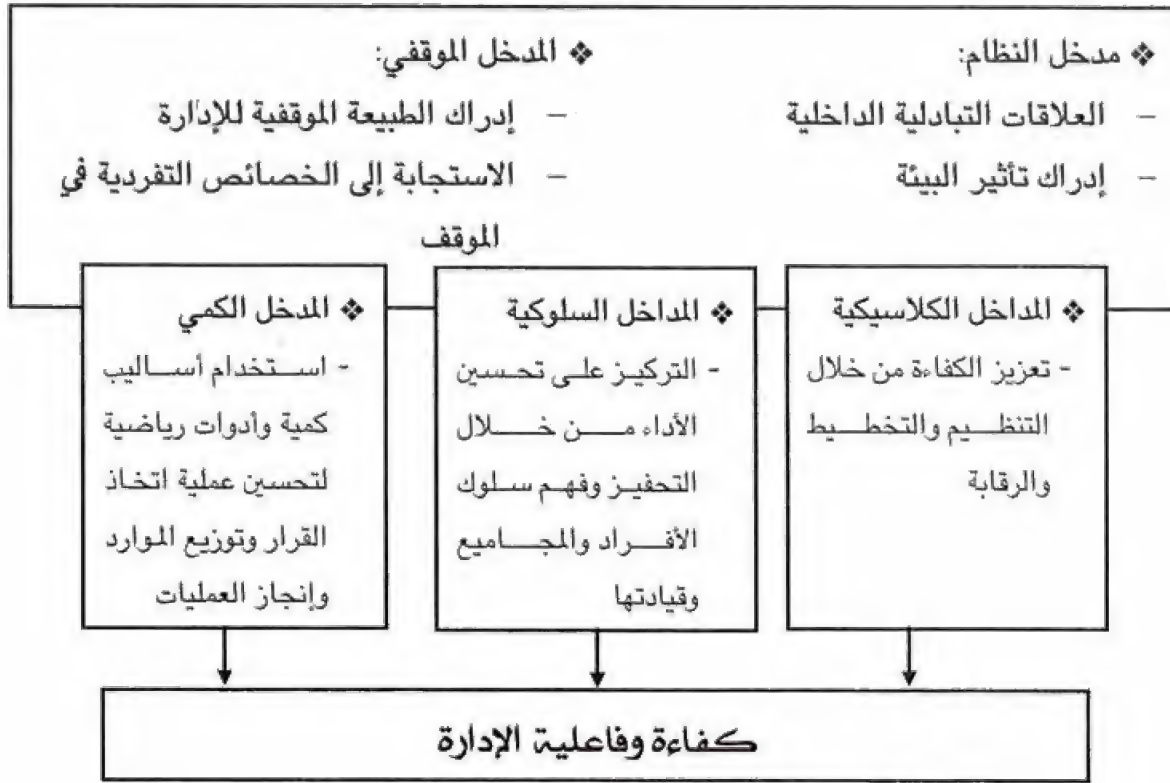 ❖ مدخل النظام:
– العلاقات التبادلية الداخلية
– إدراك تأثير البيئة
❖ المدخل الموقفي:
– إدراك الطبيعة الموقفية للإدارة
– الاستجابة إلى الخصائص التفردية في
الموقف
❖ المداخل الكلاسيكية
- تعزيز الكفاءة من خلال
التنظيم والتخطيط
والرقابة
❖ المداخل السلوكية
- التركيز على تحسين
الأداء من خلال
التحفيز وفهم سلوك
الأفراد والمجاميع
وقيادتها
❖ المدخل الكمي
- استخدام أساليب
كمية وأدوات رياضية
لتحسين عملية اتخاذ
القرار وتوزيع الموارد
وإنجاز العمليات
كفاءة وفاعلية الإدارة